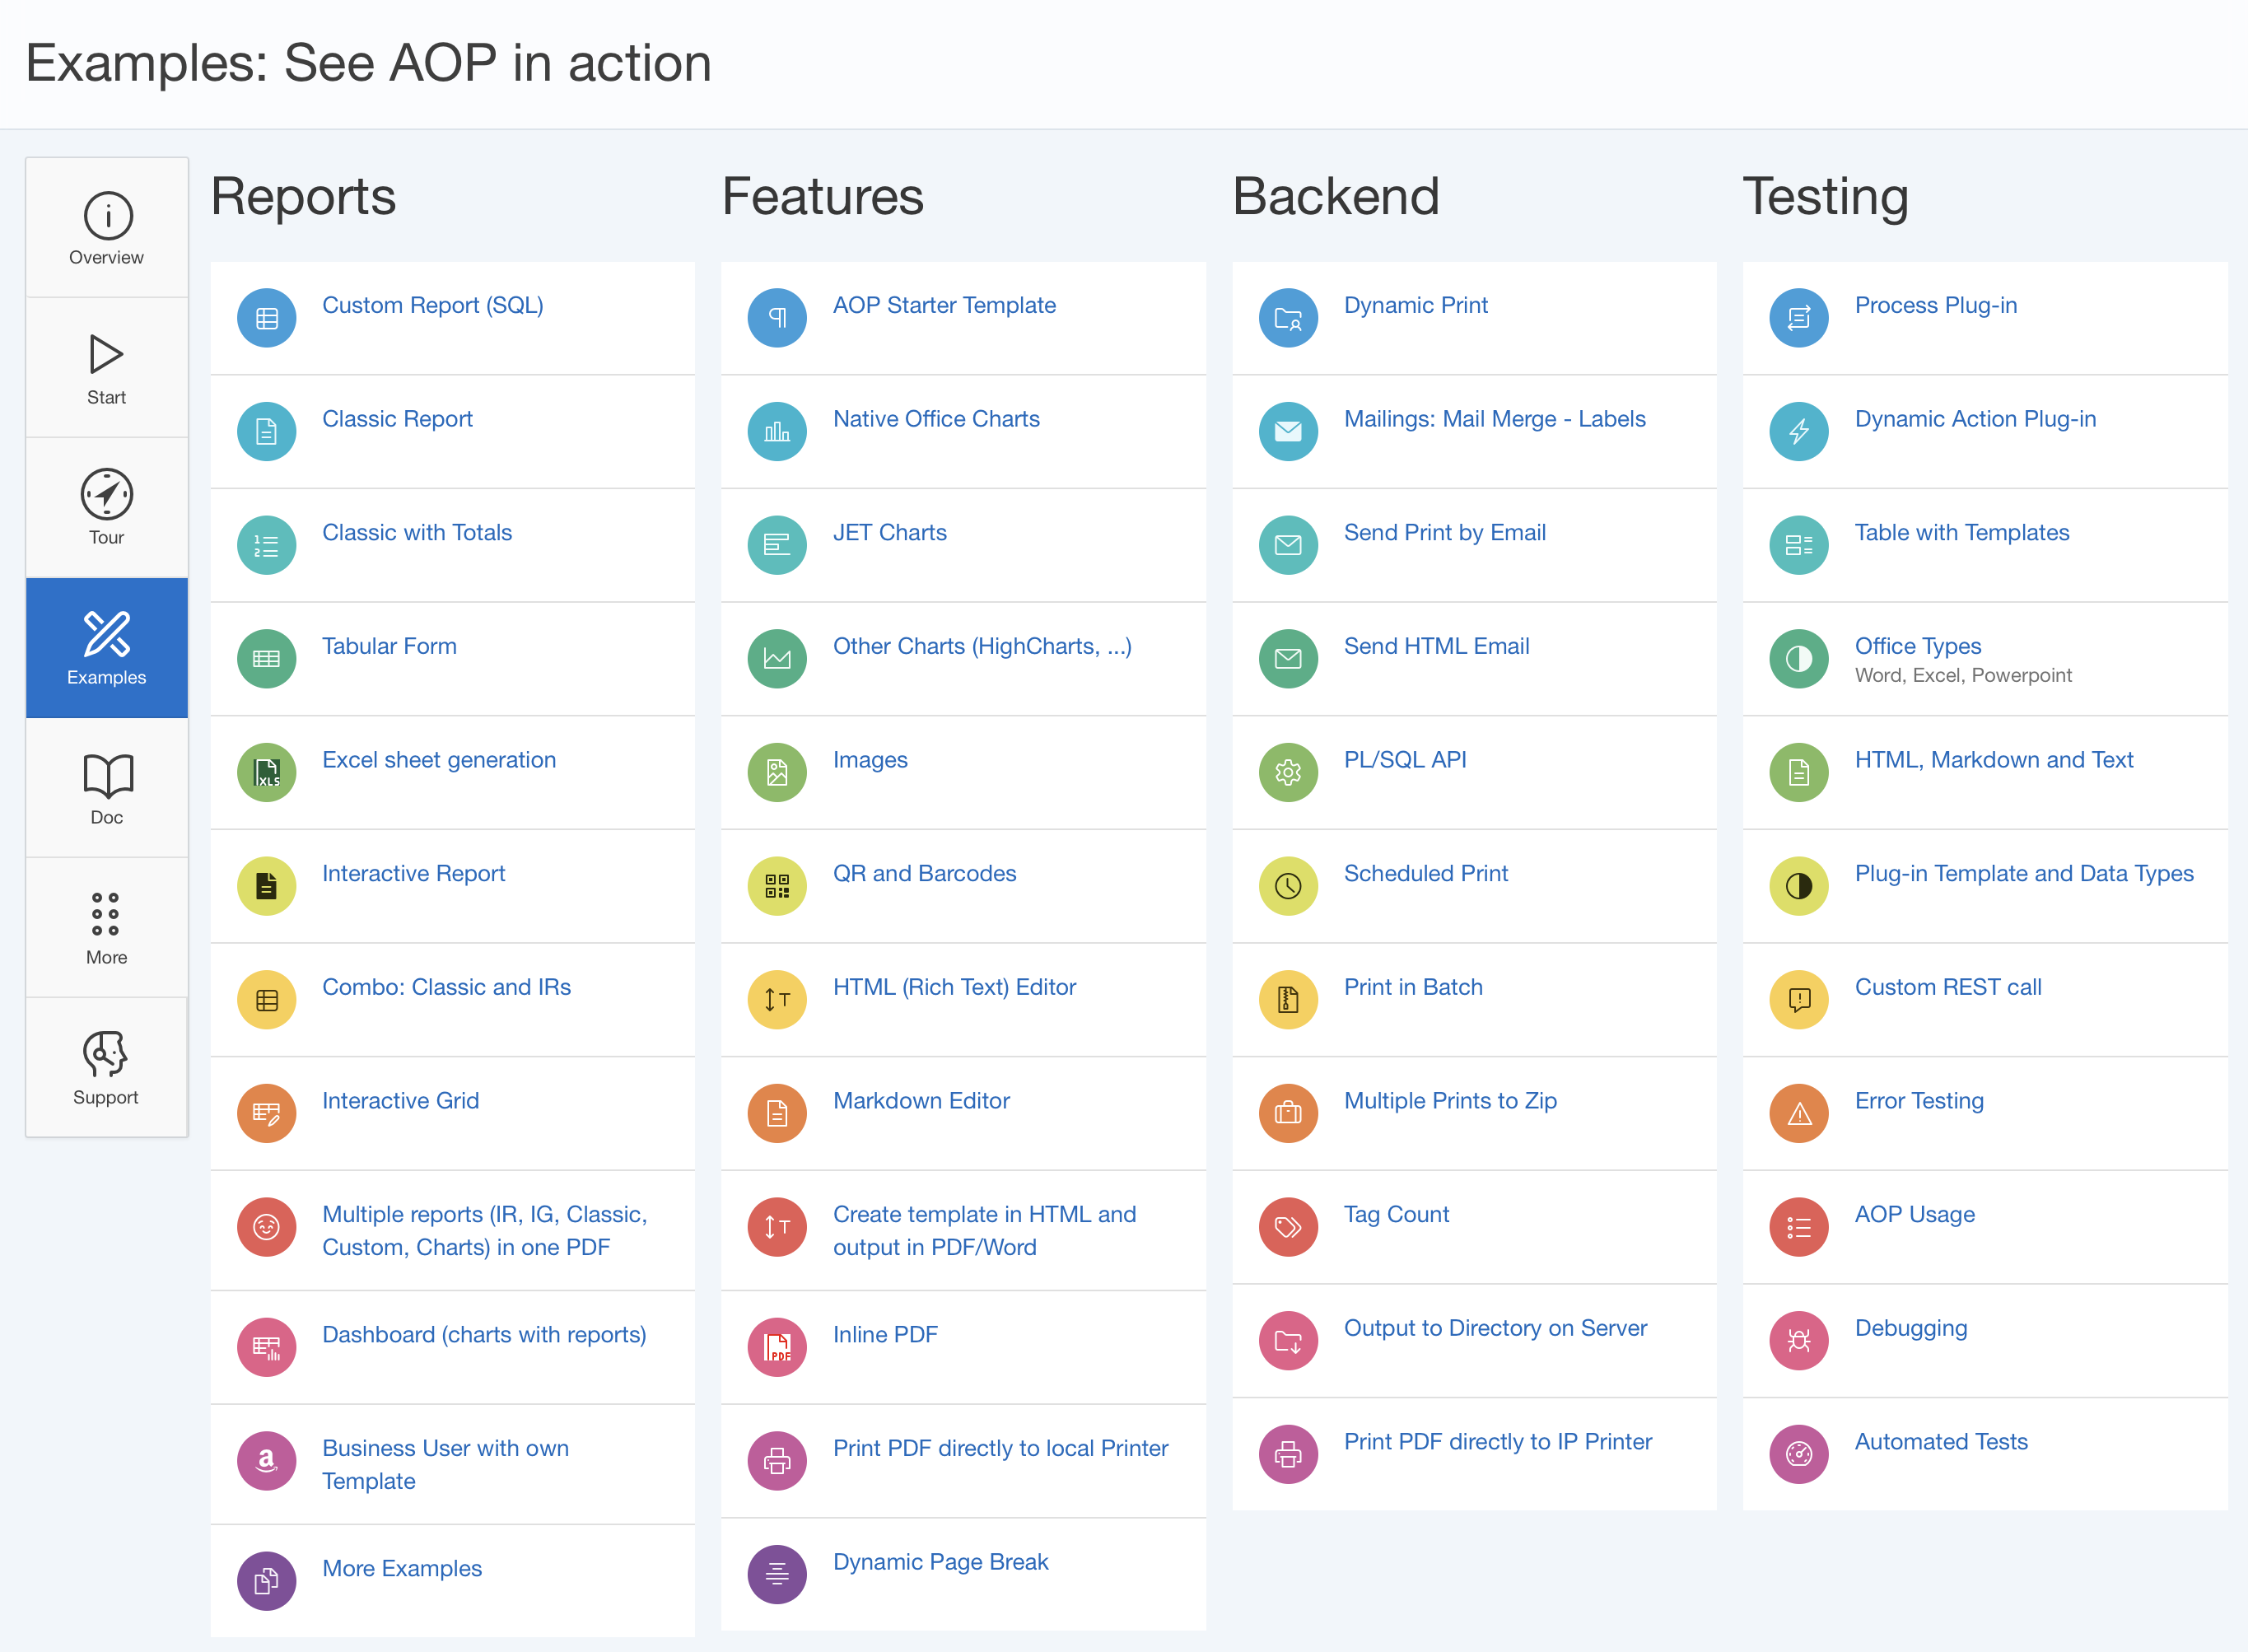 Examples: See AOP in action
Overview
Start
Tour
Examples
Doc
More
Support
Reports
Custom Report (SQL)
Classic Report
1
2
Classic with Totals
Tabular Form
XLS
Excel sheet generation
Interactive Report
Combo: Classic and IRs
Interactive Grid
Multiple reports (IR, IG, Classic,
Custom, Charts) in one PDF
Dashboard (charts with reports)
a
Business User with own
Template
More Examples
Features
AOP Starter Template
Native Office Charts
JET Charts
Other Charts (HighCharts, ...)
Images
QR and Barcodes
T
HTML (Rich Text) Editor
Markdown Editor
T
Create template in HTML and
output in PDF/Word
PDF
Inline PDF
Print PDF directly to local Printer
Dynamic Page Break
Backend
Dynamic Print
Mailings: Mail Merge - Labels
Send Print by Email
Send HTML Email
PL/SQL API
Scheduled Print
Print in Batch
Multiple Prints to Zip
Tag Count
Output to Directory on Server
Print PDF directly to IP Printer
Testing
Process Plug-in
Dynamic Action Plug-in
Table with Templates
Office Types
Word, Excel, Powerpoint
HTML, Markdown and Text
Plug-in Template and Data Types
Custom REST call
Error Testing
AOP Usage
Debugging
Automated Tests